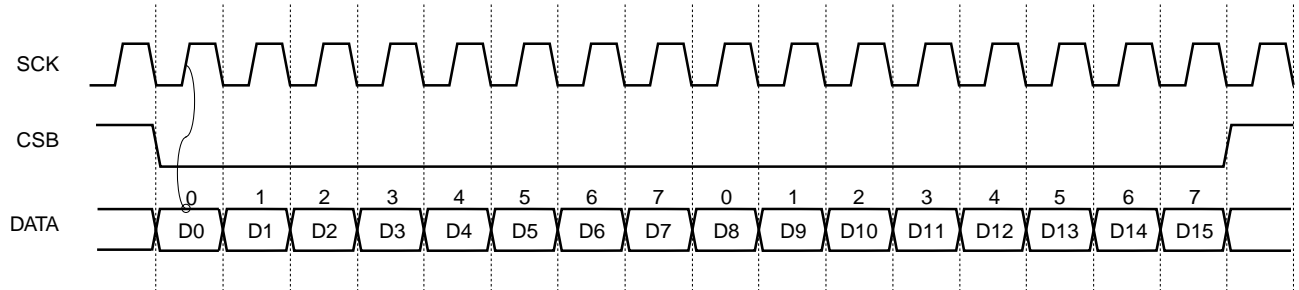 SCK
CSB
0 1 2 3 4 5 6 7 0 1 2 3 4 5 6 7
DATA D0 D1 D2 D3 D4 D5 D6 D7 D8 D9 D10 D11 D12 D13 D14 D15